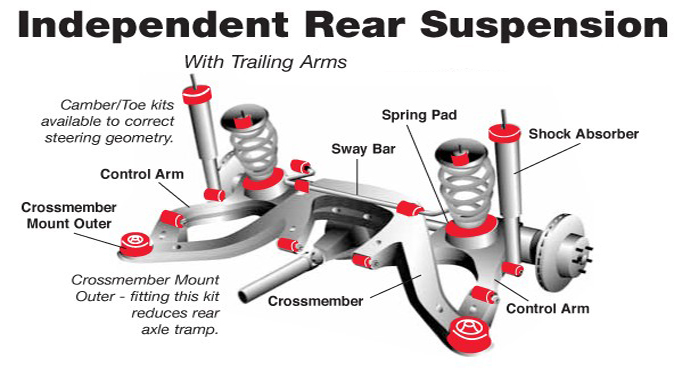 Independent Rear Suspension
With Trailing Arms
Camber/Toe kits
available to correct
steering geometry.
Spring Pad
Shock Absorber
Sway Bar
Control Arm
Crossmember
Mount Outer
Crossmember Mount
Outer - fitting this kit
reduces rear
axle tramp.
Crossmember
Control Arm